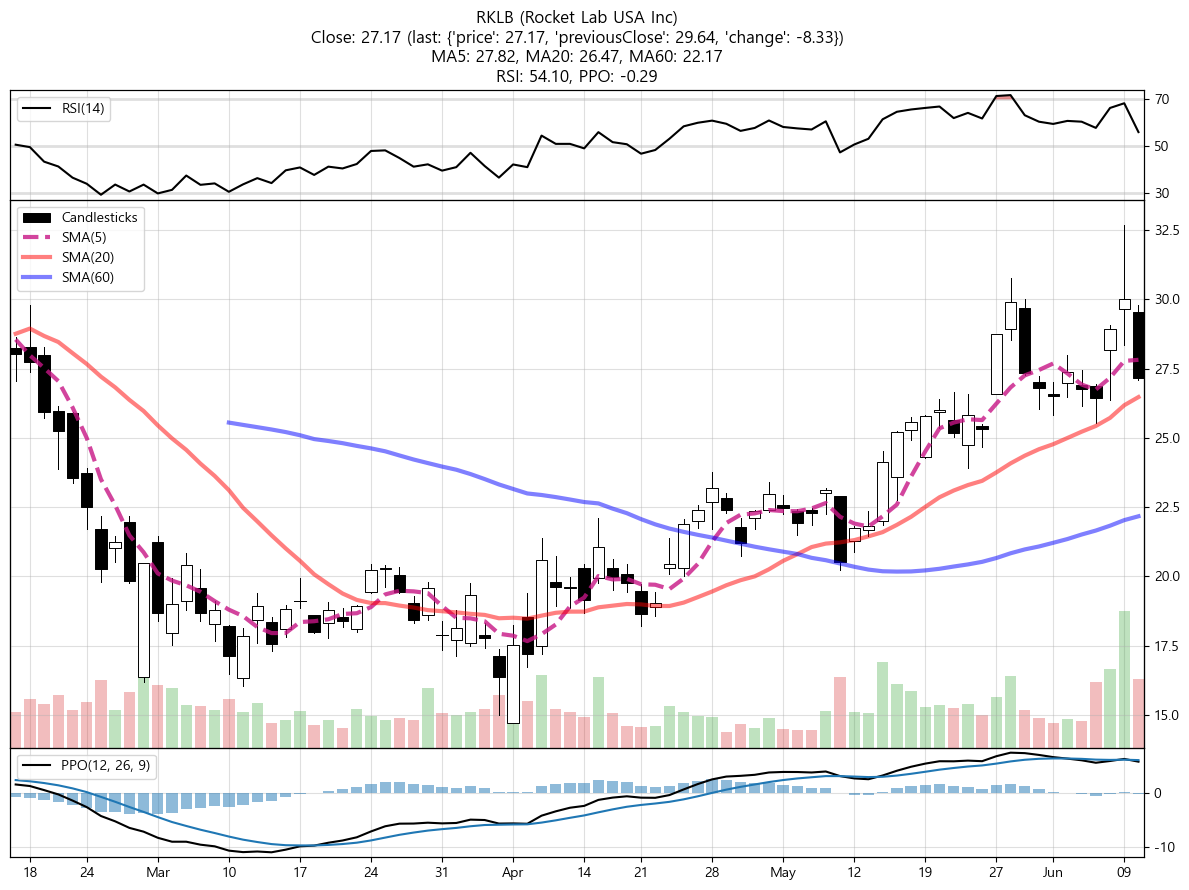 RKLB (Rocket Lab USA Inc)
Close: 27.17 (last: {'price': 27.17, 'previousClose': 29.64, 'change': -8.33})
MA5: 27.82, MA20: 26.47, MA60: 22.17
RSI: 54.10, PPO: -0.29
RSI(14)
70
50
30
Candlesticks
SMA(5)
SMA(20)
SMA(60)
32.5
30.0
27.5
25.0
22.5
20.0
17.5
15.0
PPO(12, 26, 9)
0
-10
18 24 Mar 10 17 24 31 Apr 14 21 28 May 12 19 27 Jun 09